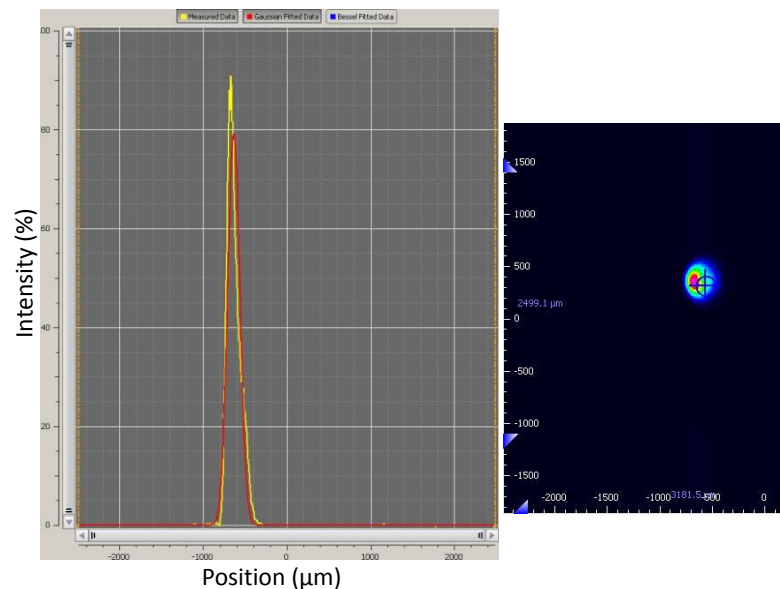 Measured Data Gaussian Fitted Data Bessel Fitted Data
00
80
60
40
20
0
Intensity (%)
-2000 -1000 0 1000 2000
Position (µm)
1500
1000
500
2499.1 µm
0
-500
-1000
-1500
3181.5
-2000 -1500 -1000 -500 0